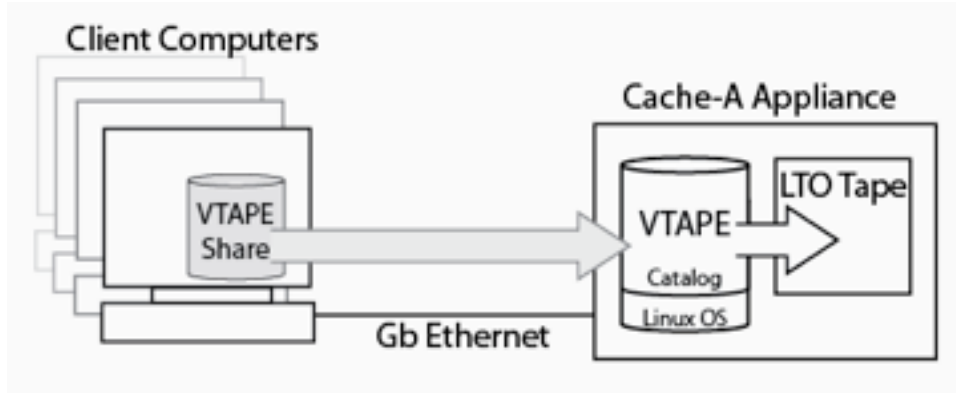 Client Computers
Cache-A Appliance
VTAPE
Share
VTAPE
Catalog
Linux OS
LTO Tape
Gb Ethernet